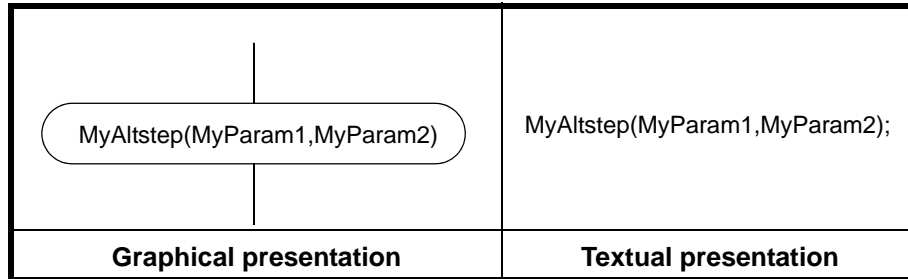 MyAltstep(MyParam1,MyParam2)
MyAltstep(MyParam1,MyParam2);
Graphical presentation
Textual presentation